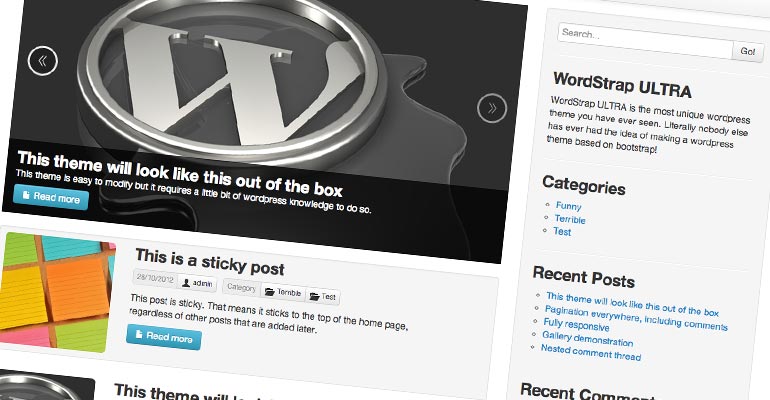 This theme will look like this out of the box
This theme is easy to modify but it requires a little bit of wordpress knowledge to do so.
Read more
This is a sticky post
28/10/2012 admin Category Terrible Test
This post is sticky. That means it sticks to the top of the home page,
regardless of other posts that are added later.
Read more
This theme will
Search...
Go!
WordStrap ULTRA
WordStrap ULTRA is the most unique wordpress
theme you have ever seen. Literally nobody else
has ever had the idea of making a wordpress
theme based on bootstrap!
Categories
Funny
Terrible
Test
Recent Posts
This theme will look like this out of the box
Pagination everywhere, including comments
Fully responsive
Gallery demonstration
Nested comment thread
Recent